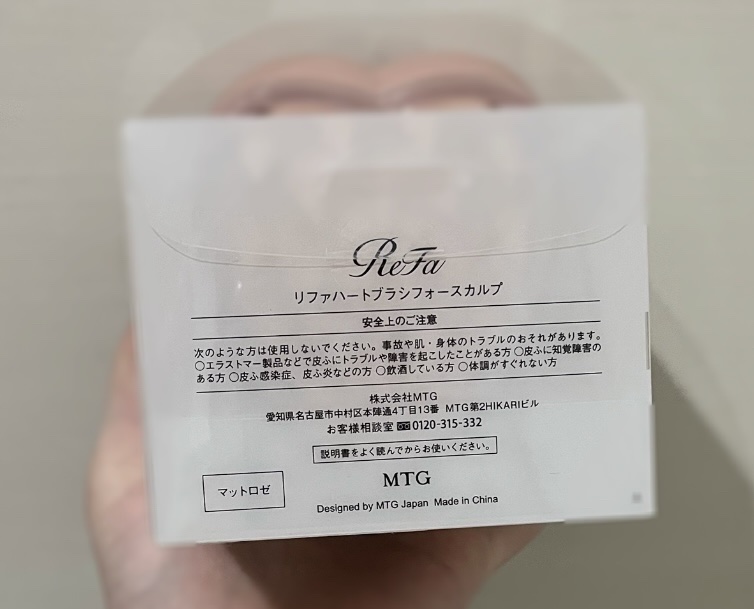 ReFa
リファハートブラシフォースカルプ
安全上のご注意
次のような方は使用しないでください。事故や肌・身体のトラブルのおそれがあります。
○エラストマー製品などで皮ふにトラブルや障害を起こしたことがある方 ○皮ふに知覚障害の
ある方 ○皮ふ感染症、皮ふ炎などの方 ○飲酒している方 ○体調がすぐれない方
株式会社MTG
愛知県名古屋市中村区本陣通4丁目13番 MTG第2HIKARIビル
お客様相談室 0120-315-332
説明書をよく読んでからお使いください。
マットロゼ
MTG
Designed by MTG Japan Made in China